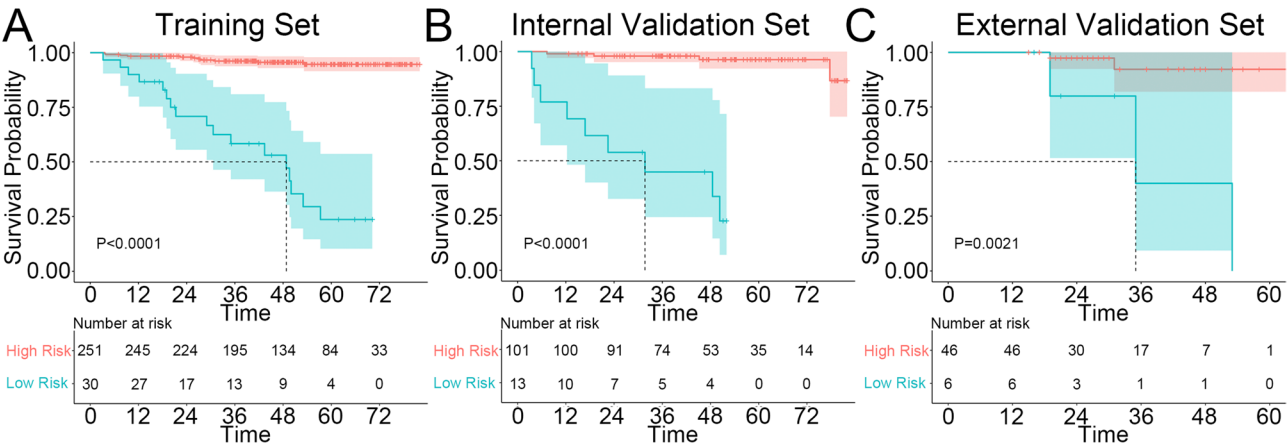 A Training Set
Survival Probability
1.00
0.75
0.50
0.25
0.00
P<0.0001
0 12 24 36 48 60 72
Time
Number at risk
High Risk 251 245 224 195 134 84 33
Low Risk 30 27 17 13 9 4 0
0 12 24 36 48 60 72
Time
B Internal Validation Set
Survival Probability
1.00
0.75
0.50
0.25
0.00
P<0.0001
0 12 24 36 48 60 72
Time
Number at risk
High Risk 101 100 91 74 53 35 14
Low Risk 13 10 7 5 4 0 0
0 12 24 36 48 60 72
Time
C External Validation Set
Survival Probability
1.00
0.75
0.50
0.25
0.00
P=0.0021
0 12 24 36 48 60
Time
Number at risk
High Risk 46 46 30 17 7 1
Low Risk 6 6 3 1 1 0
0 12 24 36 48 60
Time